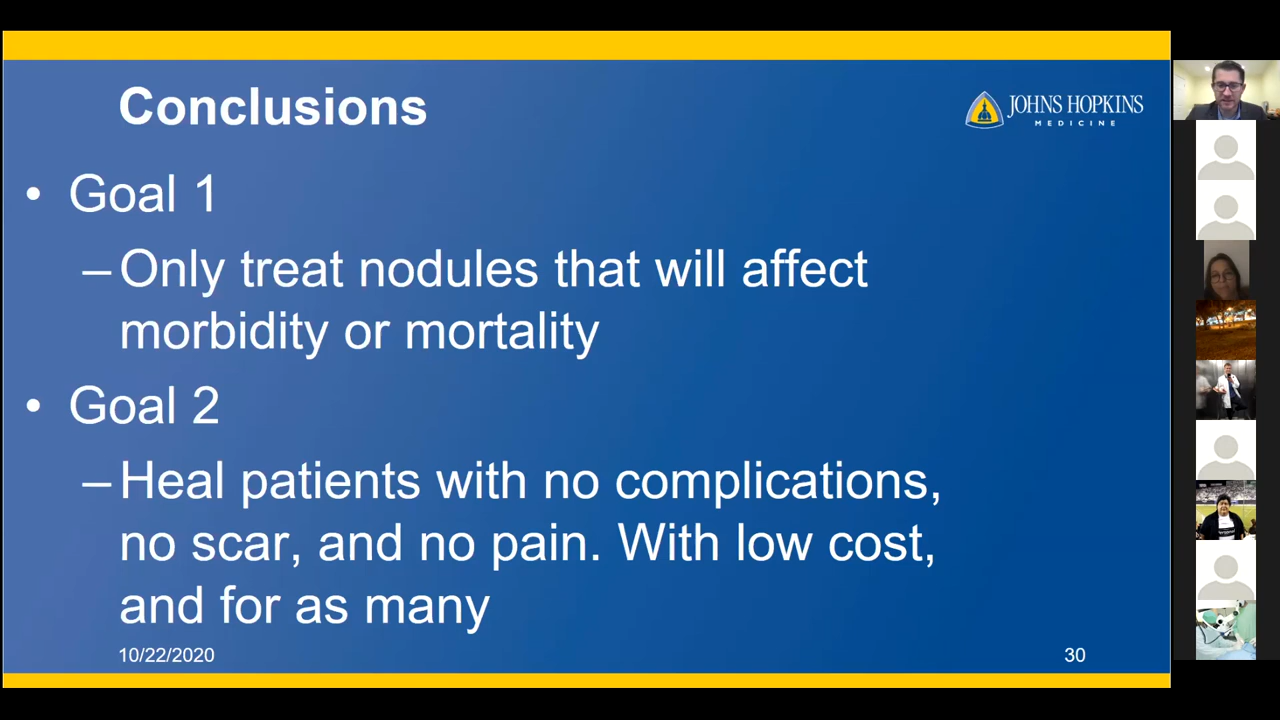 Conclusions
JOHNS HOPKINS
MEDICINE
• Goal 1
–Only treat nodules that will affect
morbidity or mortality
• Goal 2
–Heal patients with no complications,
no scar, and no pain. With low cost,
and for as many
10/22/2020
30